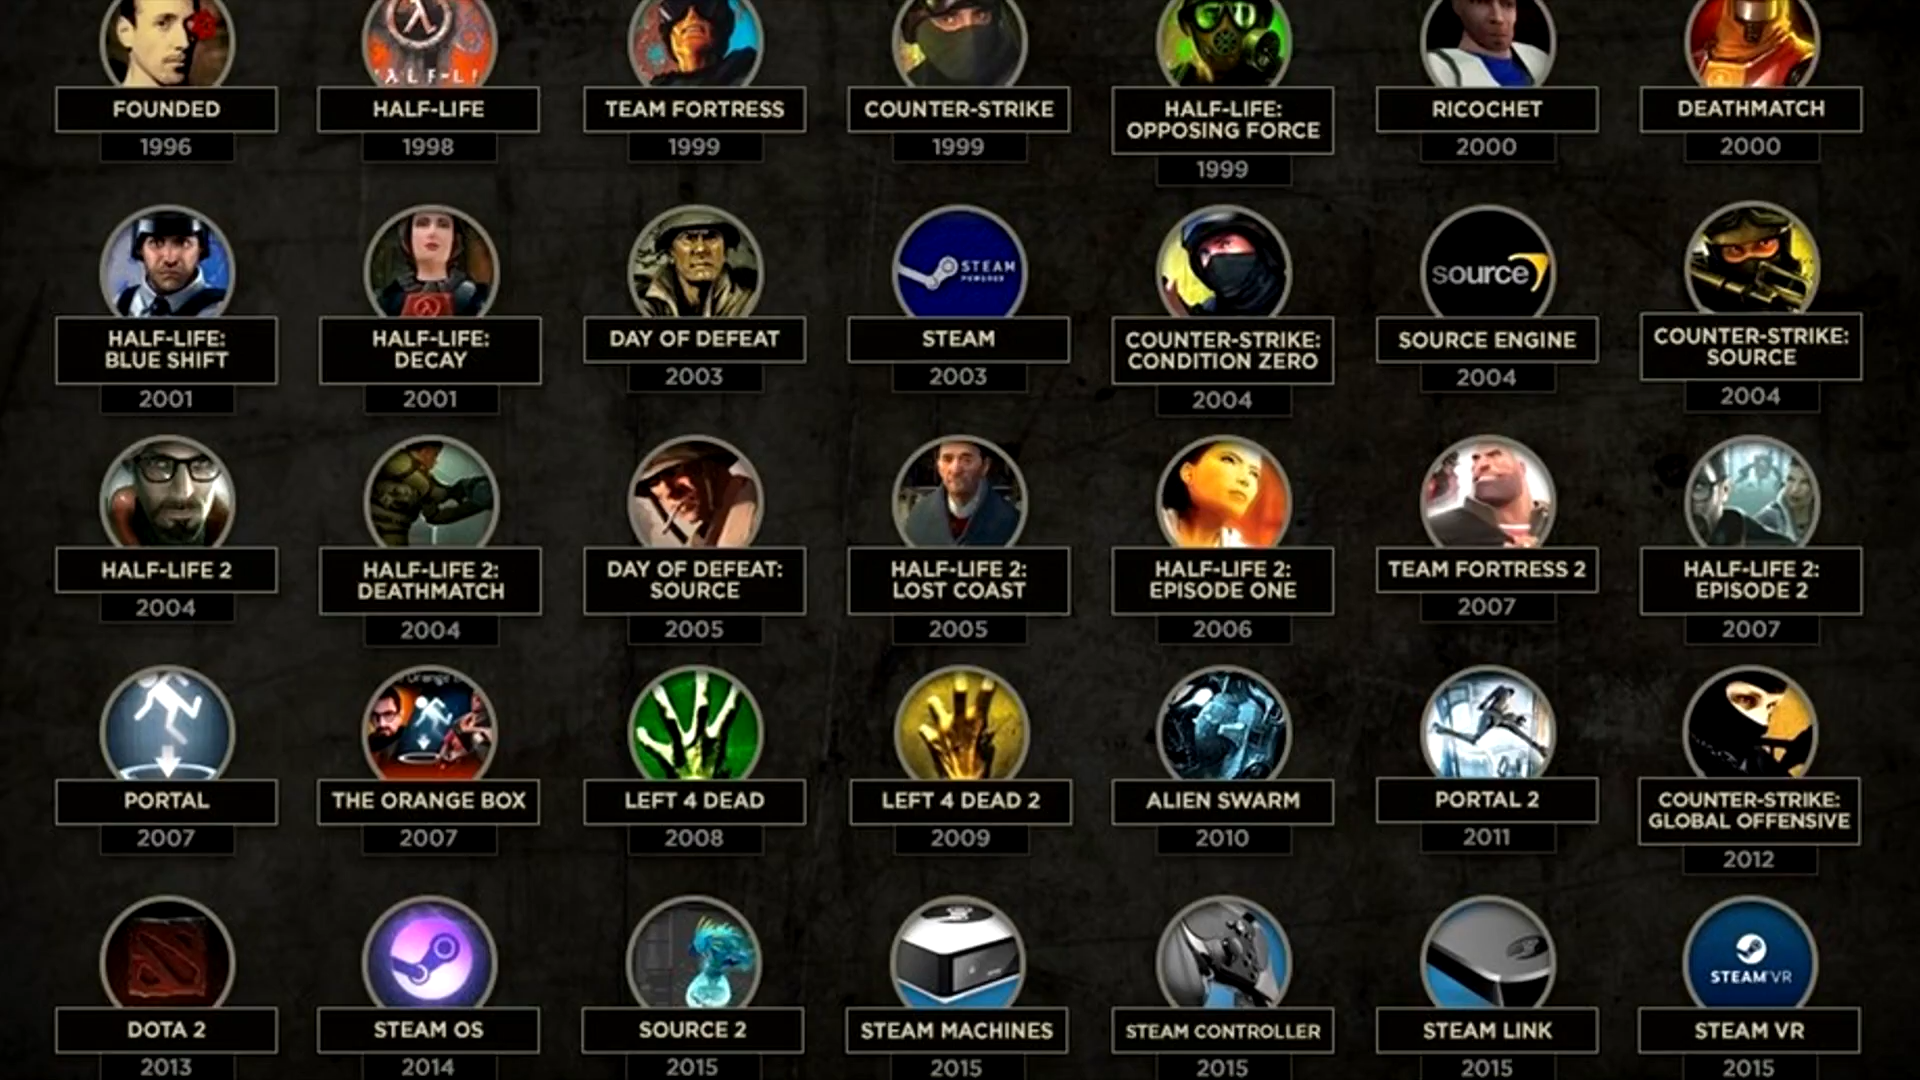 HALF-LIFE
FOUNDED
HALF-LIFE
TEAM FORTRESS
COUNTER-STRIKE
HALF-LIFE:
OPPOSING FORCE
RICOCHET
DEATHMATCH
1996
1998
1999
1999
1999
2000
2000
STEAM
POWERED
source
HALF-LIFE:
BLUE SHIFT
HALF-LIFE:
DECAY
DAY OF DEFEAT
STEAM
COUNTER-STRIKE:
CONDITION ZERO
SOURCE ENGINE
COUNTER-STRIKE:
SOURCE
2001
2001
2003
2003
2004
2004
2004
HALF-LIFE 2
HALF-LIFE 2:
DEATHMATCH
DAY OF DEFEAT:
SOURCE
HALF-LIFE 2:
LOST COAST
HALF-LIFE 2:
EPISODE ONE
TEAM FORTRESS 2
HALF-LIFE 2:
EPISODE 2
2004
2004
2005
2005
2006
2007
2007
Orange
PORTAL
THE ORANGE BOX
LEFT 4 DEAD
LEFT 4 DEAD 2
ALIEN SWARM
PORTAL 2
COUNTER-STRIKE:
GLOBAL OFFENSIVE
2007
2007
2008
2009
2010
2011
2012
STEAM VR
DOTA 2
STEAM OS
SOURCE 2
STEAM MACHINES
STEAM CONTROLLER
STEAM LINK
STEAM VR
2013
2014
2015
2015
2015
2015
2015